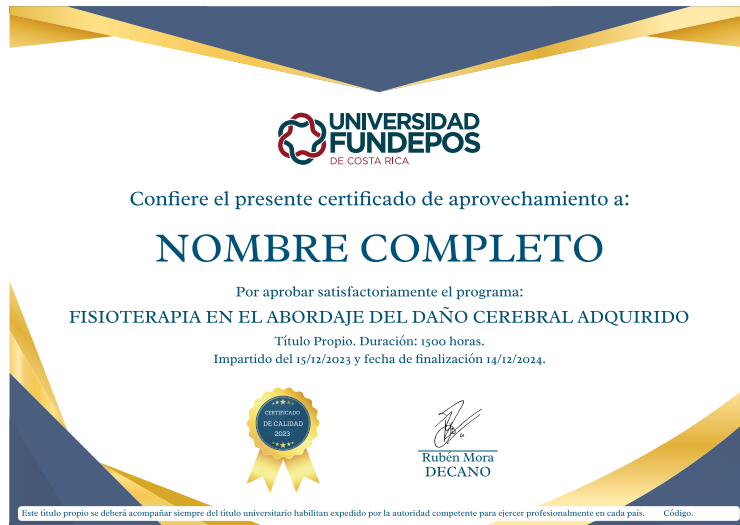 UNIVERSIDAD
FUNDEPOS
DE COSTA RICA
Confiere el presente certificado de aprovechamiento a:
NOMBRE COMPLETO
Por aprobar satisfactoriamente el programa:
FISIOTERAPIA EN EL ABORDAJE DEL DAÑO CEREBRAL ADQUIRIDO
Título Propio. Duración: 1500 horas.
Impartido del 15/12/2023 y fecha de finalización 14/12/2024.
CERTIFICADO
DE CALIDAD
2023
Rubén Mora
DECANO
Este título propio se deberá acompañar siempre del título universitario habilitan expedido por la autoridad competente para ejercer profesionalmente en cada país. Código.